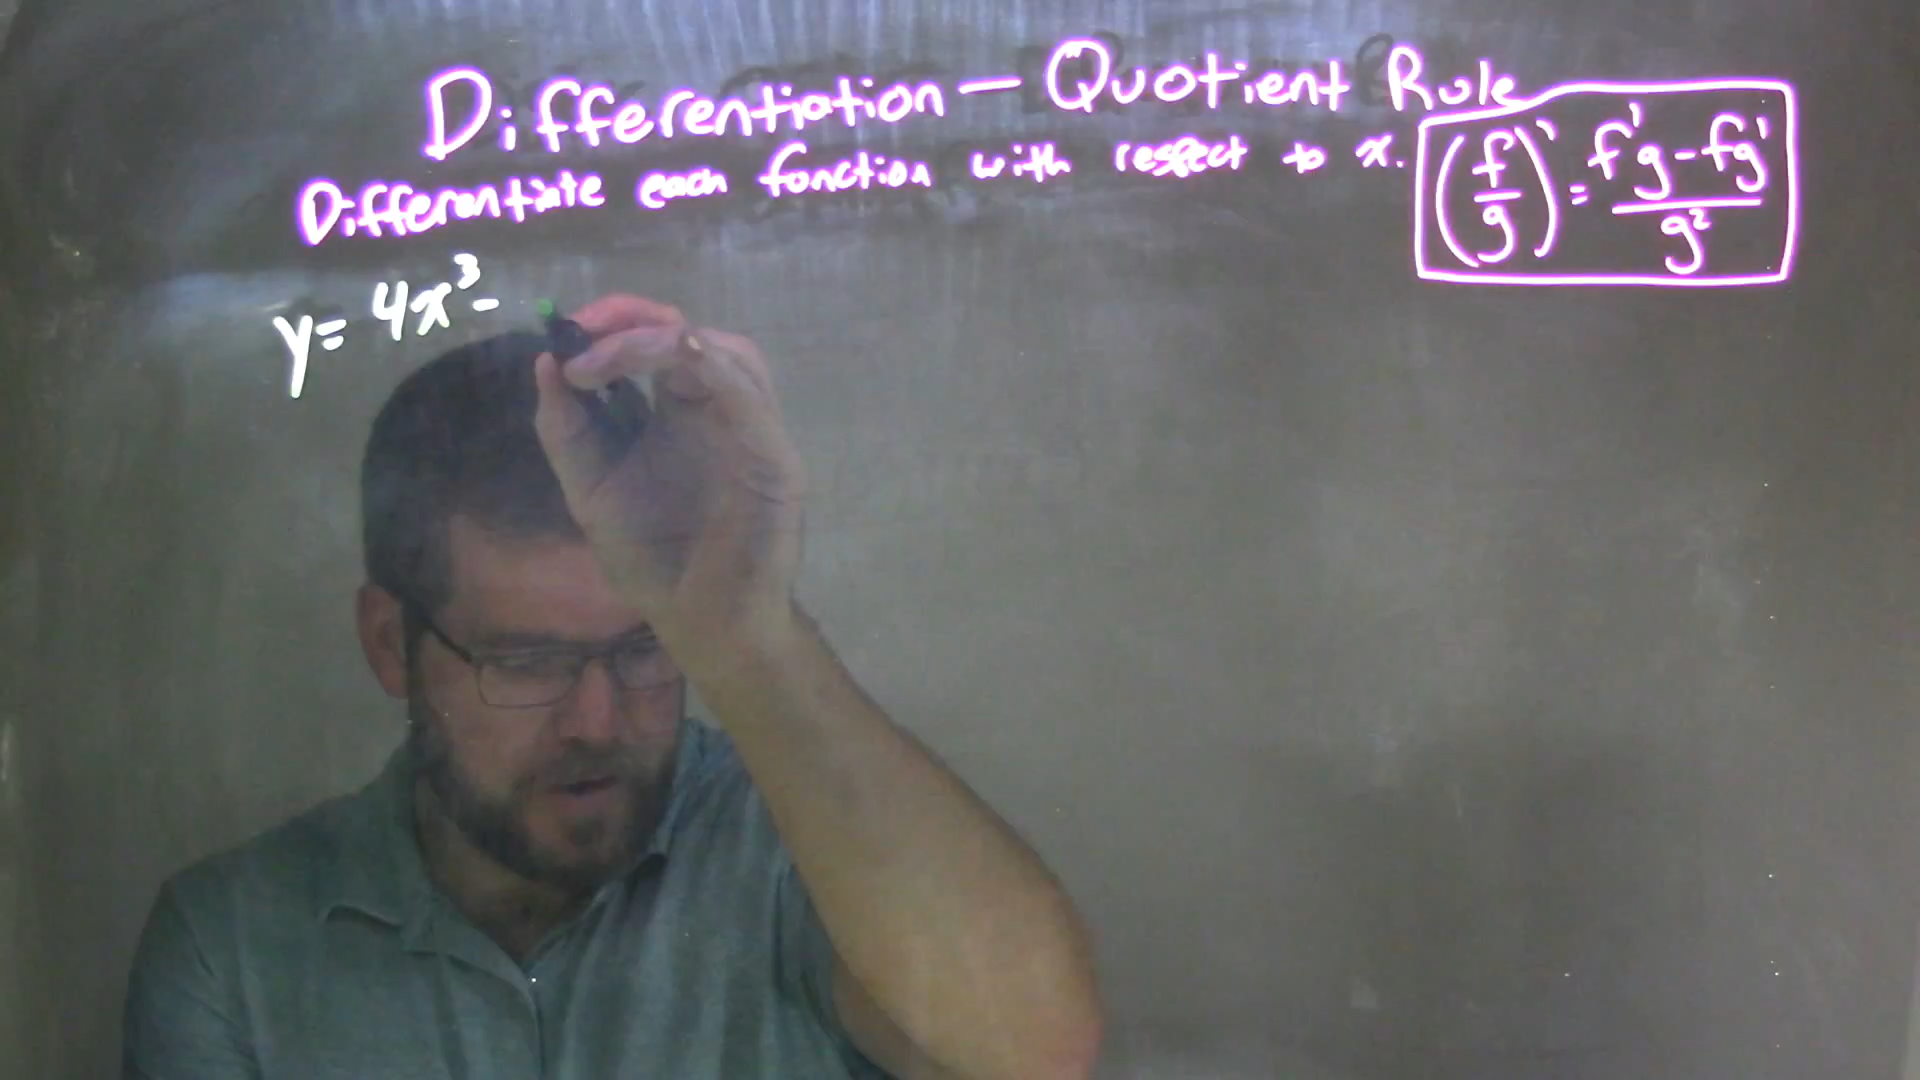 Differentiation — Quotient Rule
Differentiate each function with respect to x.
(f/g)' = (f'g - fg')/g²
y = 4x³ -